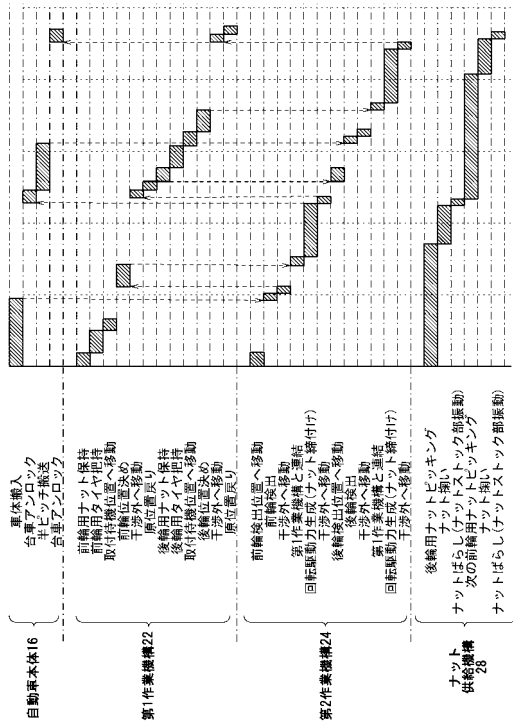 自動車本体16
車体搬入
台車アンロック
半ピッチ搬送
台車アンロック
第1作業機構22
前輪用ナット保持
前輪用タイヤ把持
取付待機位置へ移動
前輪位置決め
干渉外へ移動
原位置戻り
後輪用ナット保持
後輪用タイヤ把持
取付待機位置へ移動
後輪位置決め
干渉外へ移動
原位置戻り
第2作業機構24
前輪検出位置へ移動
前輪検出
干渉外へ移動
第1作業機構と連結
回転駆動力生成(ナット締付け)
干渉外へ移動
後輪検出位置へ移動
後輪検出
干渉外へ移動
第1作業機構と連結
回転駆動力生成(ナット締付け)
干渉外へ移動
ナット
供給機構
28
後輪用ナットピッキング
ナット揃い
ナットばらし(ナットストック部振動)
次の前輪用ナットピッキング
ナット揃い
ナットばらし(ナットストック部振動)